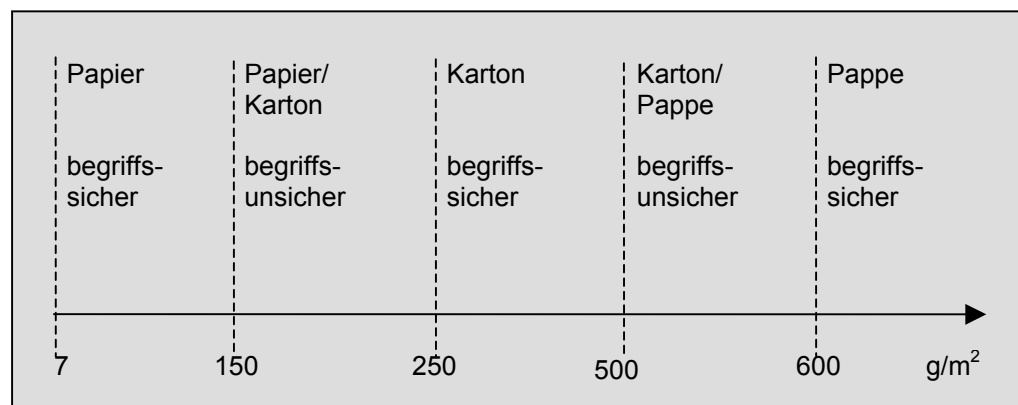 Papier
begriffs-
sicher
Papier/
Karton
begriffs-
unsicher
Karton
begriffs-
sicher
Karton/
Pappe
begriffs-
unsicher
Pappe
begriffs-
sicher
7 150 250 500 600 g/m²